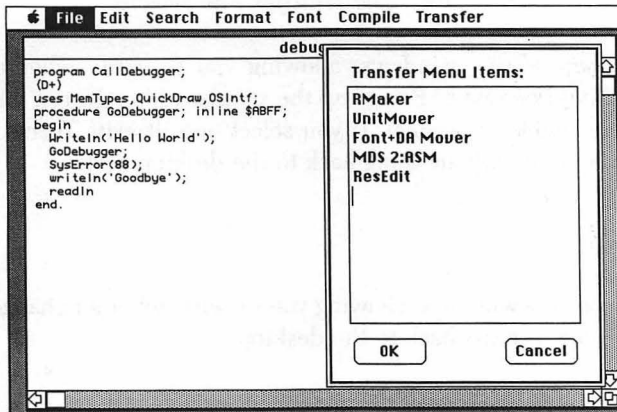 File Edit Search Format Font Compile Transfer
debug
program CallDebugger;
{D+}
uses MemTypes,QuickDraw,OSIntf;
procedure GoDebugger; inline $A9FF;
begin
Writeln('Hello World');
GoDebugger;
SysError(88);
writeln('Goodbye');
readln
end.
Transfer Menu Items:
RMaker
UnitMover
Font+DA Mover
MDS 2:ASM
ResEdit
OK Cancel